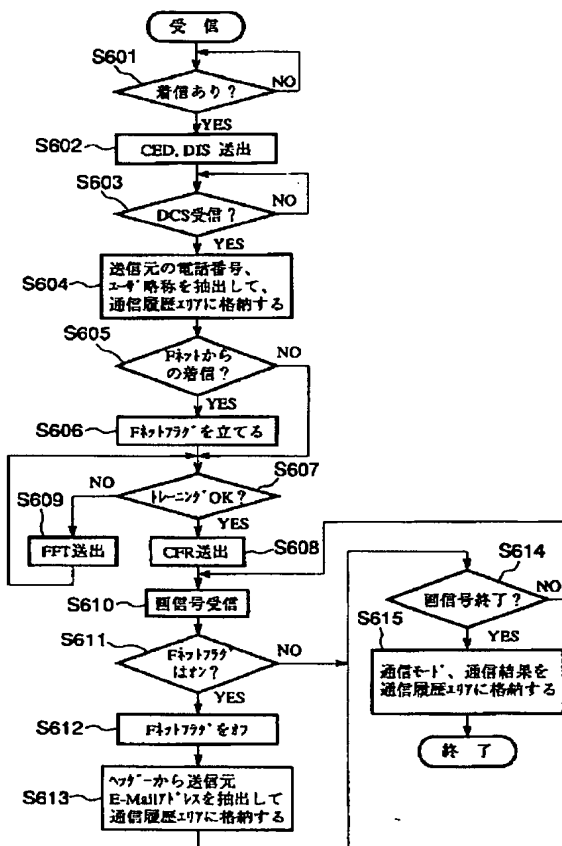 受 信
S601
着信あり?
NO
YES
S602
CED. DIS 送出
S603
NO
DCS受信?
YES
S604
送信元の電話番号、
ユーザ略称を抽出して、
通信履歴エリアに格納する
S605
Fネットから
の着信?
NO
YES
S606
Fネットフラグを立てる
S607
NO
トレーニングOK?
S609
YES
FPT送出
CFR送出
S608
S610
画信号受信
S611
Fネットフラグ
はオン?
NO
YES
S612
Fネットフラグをオフ
S613
ヘッダーから送信元
E-Mailアドレスを抽出して
通信履歴エリアに格納する
S614
画信号終了?
NO
S615
YES
通信モード、通信結果を
通信履歴エリアに格納する
終 了